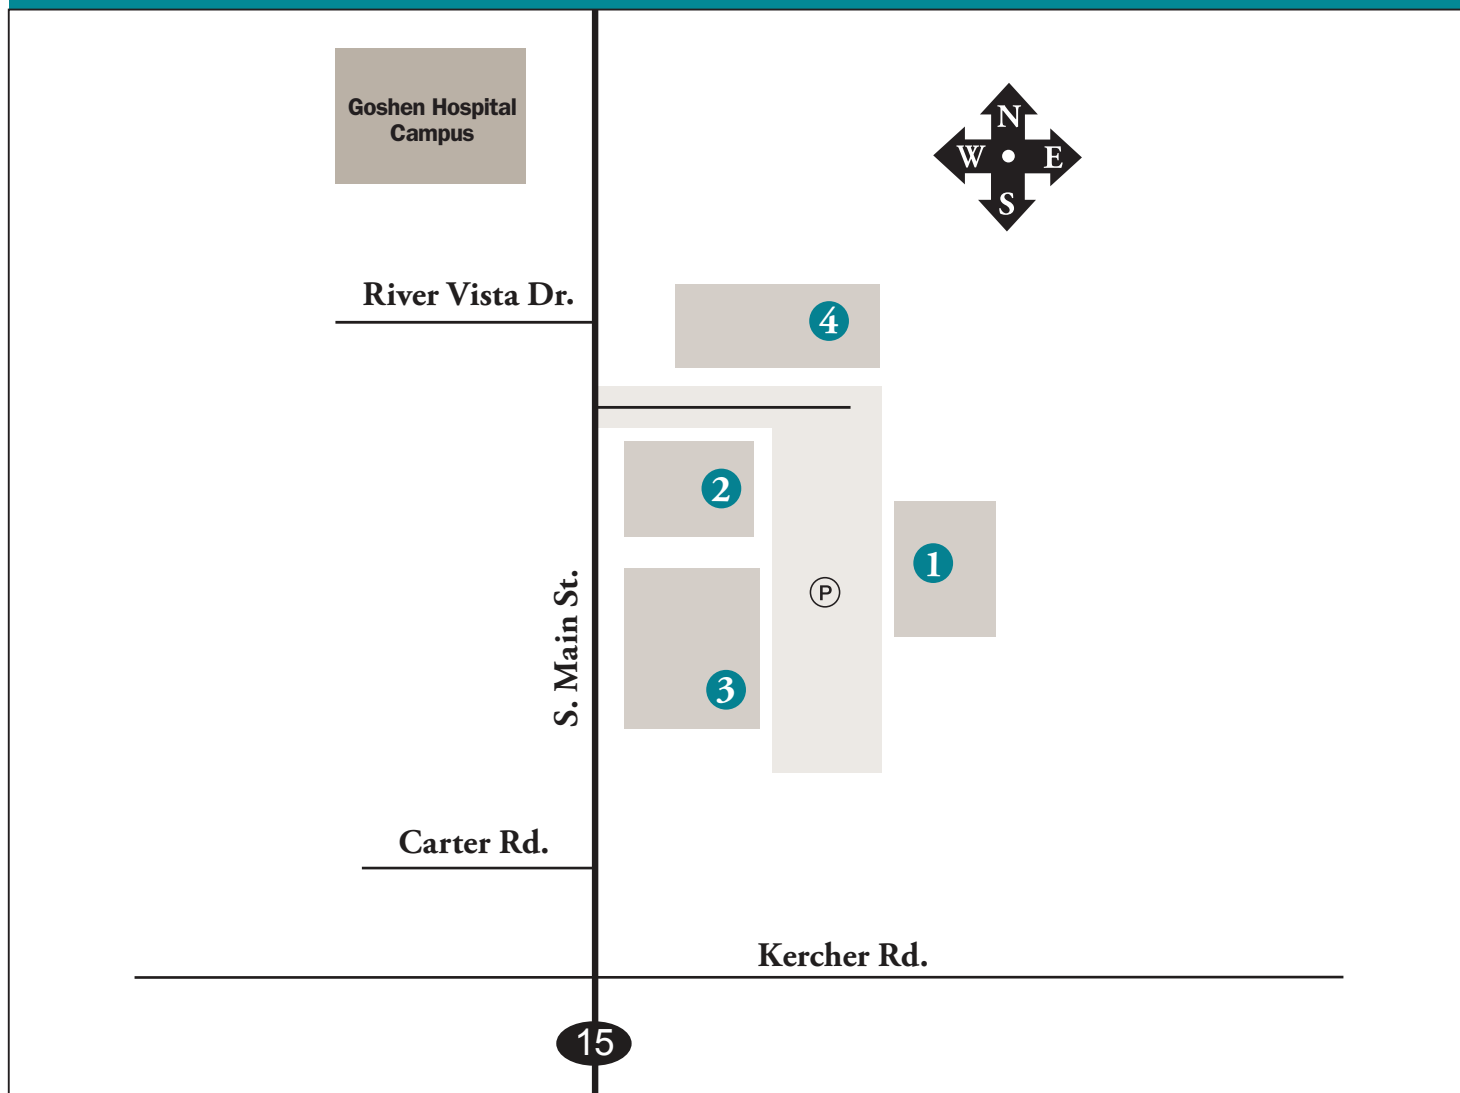 Goshen Hospital
Campus
N
W E
S
River Vista Dr.
4
2
1
P
S. Main St.
3
Carter Rd.
Kercher Rd.
15